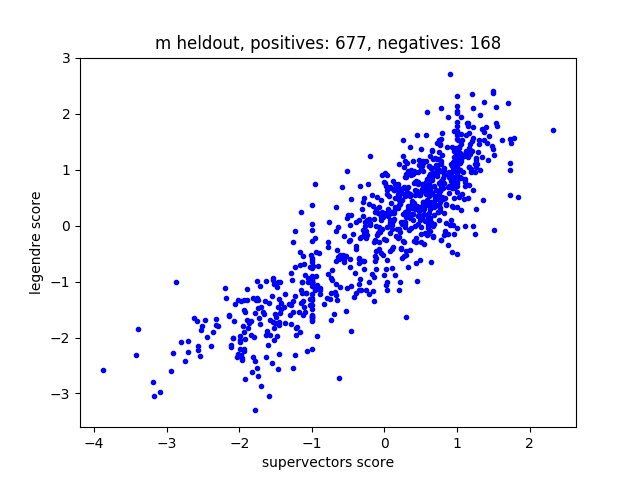 m heldout, positives: 677, negatives: 168
legendre score
3
2
1
0
−1
−2
−3
−4 −3 −2 −1 0 1 2
supervectors score